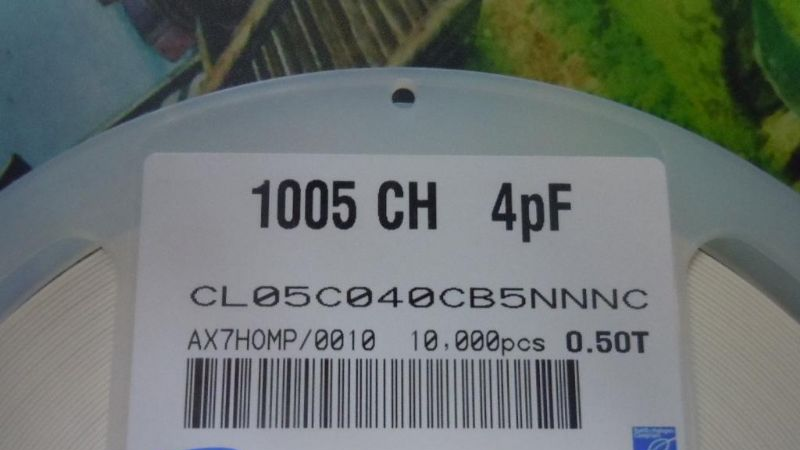 1005 CH 4pF
CL05C040CB5NNNC
AX7HOMP/0010 10,000pcs 0.50T